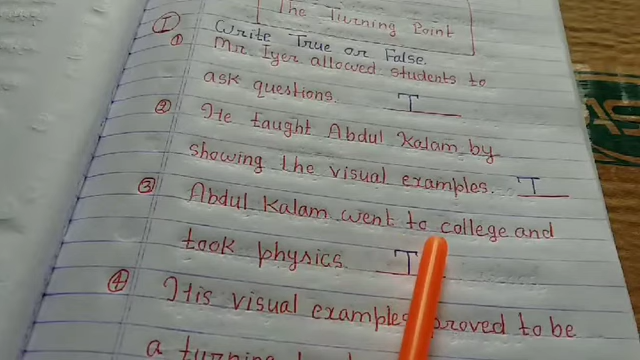 The Turning Point
I Write True or False.
① Mr. Iyer allowed students to
ask questions. T
② He taught Abdul Kalam by
showing the visual examples. T
③ Abdul Kalam went to college and
took physics. T
④ His visual examples proved to be
a turning